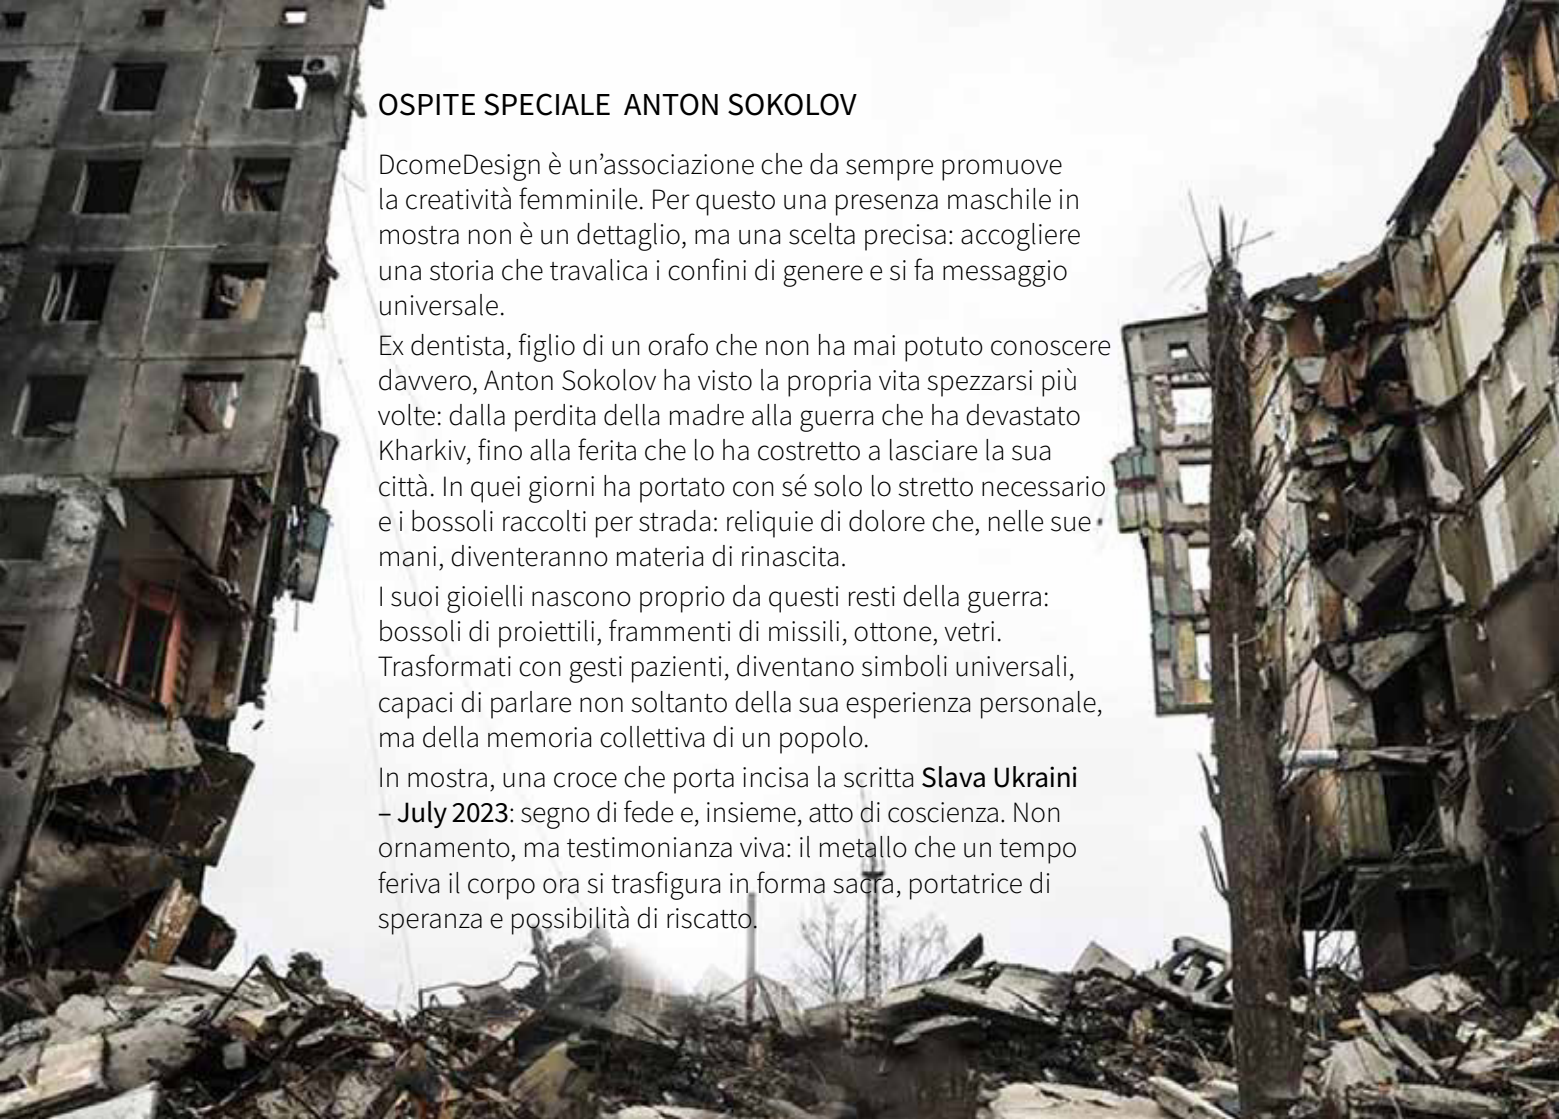 OSPITE SPECIALE  ANTON SOKOLOV
DcomeDesign è un’associazione che da sempre promuove
la creatività femminile. Per questo una presenza maschile in
mostra non è un dettaglio, ma una scelta precisa: accogliere
una storia che travalica i confini di genere e si fa messaggio
universale.
Ex dentista, figlio di un orafo che non ha mai potuto conoscere
davvero, Anton Sokolov ha visto la propria vita spezzarsi più
volte: dalla perdita della madre alla guerra che ha devastato
Kharkiv, fino alla ferita che lo ha costretto a lasciare la sua
città. In quei giorni ha portato con sé solo lo stretto necessario
e i bossoli raccolti per strada: reliquie di dolore che, nelle sue
mani, diventeranno materia di rinascita.
I suoi gioielli nascono proprio da questi resti della guerra:
bossoli di proiettili, frammenti di missili, ottone, vetri.
Trasformati con gesti pazienti, diventano simboli universali,
capaci di parlare non soltanto della sua esperienza personale,
ma della memoria collettiva di un popolo.
In mostra, una croce che porta incisa la scritta Slava Ukraini
– July 2023: segno di fede e, insieme, atto di coscienza. Non
ornamento, ma testimonianza viva: il metallo che un tempo
feriva il corpo ora si trasfigura in forma sacra, portatrice di
speranza e possibilità di riscatto.